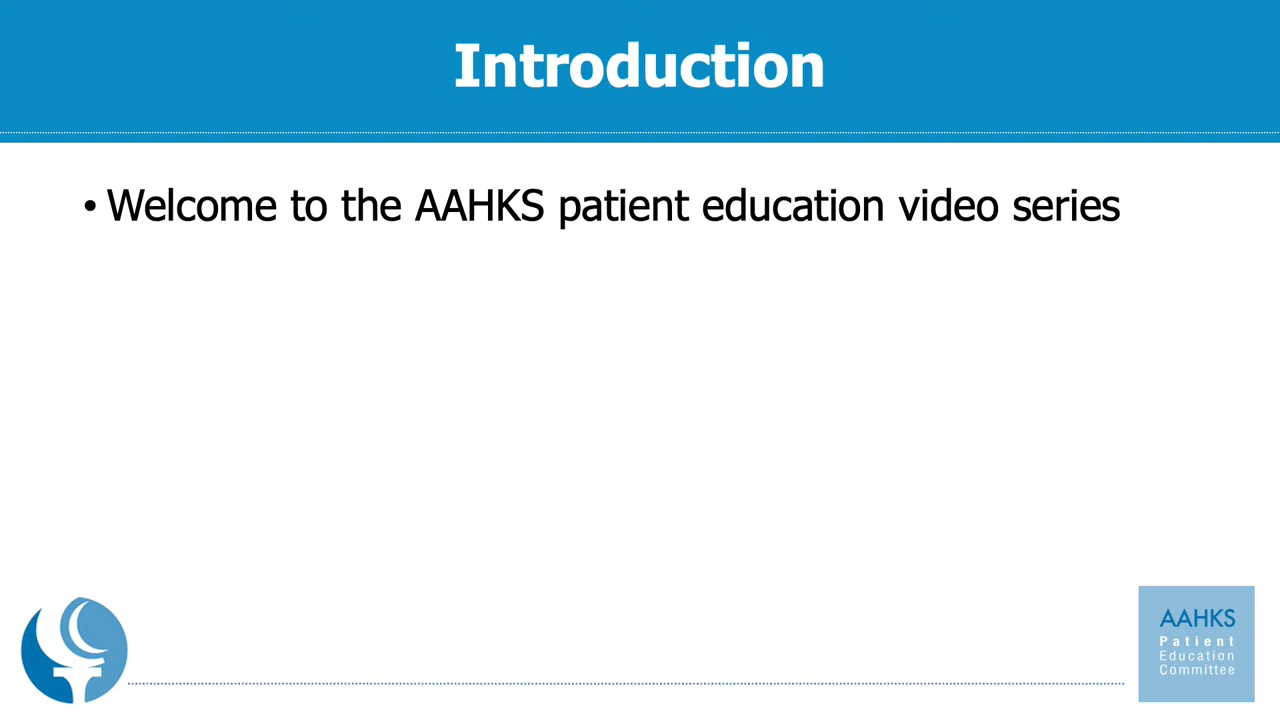 Introduction
• Welcome to the AAHKS patient education video series
AAHKS
Patient
Education
Committee